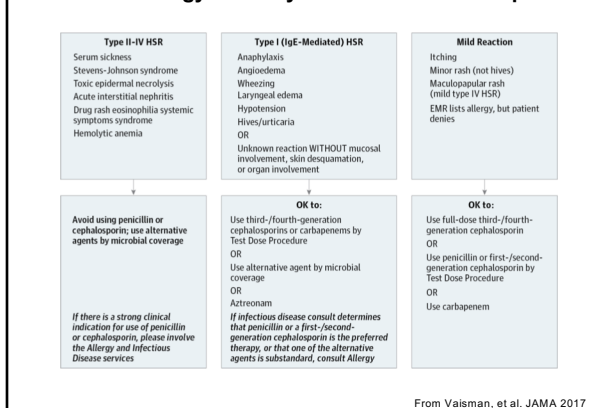 Type II-IV HSR
Serum sickness
Stevens-Johnson syndrome
Toxic epidermal necrolysis
Acute interstitial nephritis
Drug rash eosinophilia systemic
symptoms syndrome
Hemolytic anemia
Avoid using penicillin or
cephalosporin; use alternative
agents by microbial coverage
If there is a strong clinical
indication for use of penicillin
or cephalosporin, please involve
the Allergy and Infectious
Disease services
Type I (IgE-Mediated) HSR
Anaphylaxis
Angioedema
Wheezing
Laryngeal edema
Hypotension
Hives/urticaria
OR
Unknown reaction WITHOUT mucosal
involvement, skin desquamation,
or organ involvement
OK to:
Use third-/fourth-generation
cephalosporins or carbapenems by
Test Dose Procedure
OR
Use alternative agent by microbial
coverage
OR
Aztreonam
If infectious disease consult determines
that penicillin or a first-/second-
generation cephalosporin is the preferred
therapy, or that one of the alternative
agents is substandard, consult Allergy
Mild Reaction
Itching
Minor rash (not hives)
Maculopapular rash
(mild type IV HSR)
EMR lists allergy, but patient
denies
OK to:
Use full-dose third-/fourth-
generation cephalosporin
OR
Use penicillin or first-/second-
generation cephalosporin by
Test Dose Procedure
OR
Use carbapenem
From Vaisman, et al. JAMA 2017